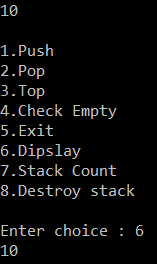 10
1.Push
2.Pop
3.Top
4.Check Empty
5.Exit
6.Dipslay
7.Stack Count
8.Destroy stack
Enter choice : 6
10